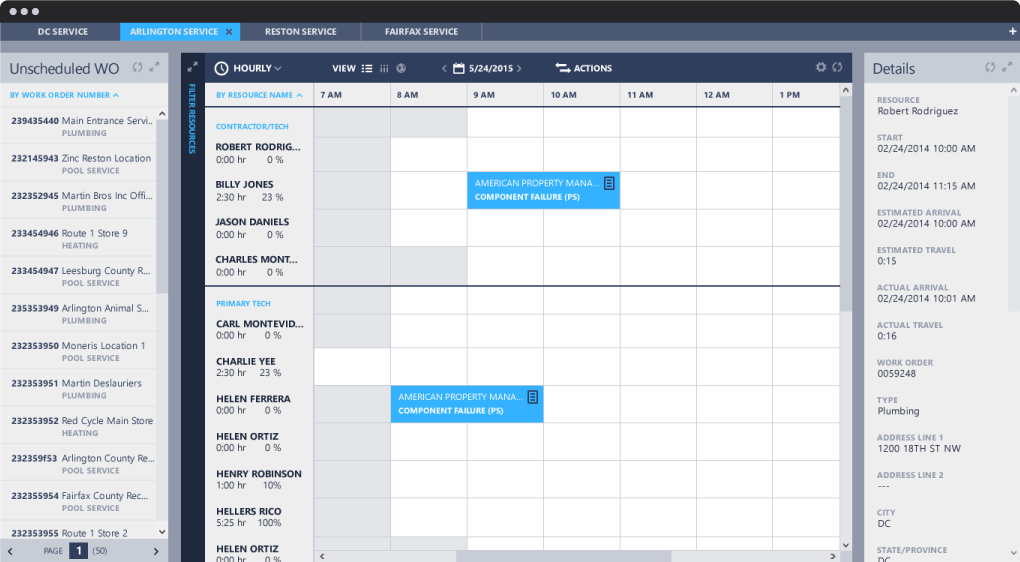 DC SERVICE
ARLINGTON SERVICE ×
RESTON SERVICE
FAIRFAX SERVICE
+
Unscheduled WO
BY WORK ORDER NUMBER
239435440 Main Entrance Servi..
PLUMBING
232145943 Zinc Reston Location
POOL SERVICE
232352945 Martin Bros Inc Offi...
PLUMBING
233454946 Route 1 Store 9
HEATING
233454947 Leesburg County R...
POOL SERVICE
235353949 Arlington Animal S...
PLUMBING
232353950 Moneris Location 1
POOL SERVICE
232353951 Martin Deslauriers
PLUMBING
232353952 Red Cycle Main Store
HEATING
232359f53 Arlington County Re...
POOL SERVICE
232355954 Fairfax County Rec...
POOL SERVICE
232353955 Route 1 Store 2
PAGE 1 (50)
FILTER RESOURCES
HOURLY
VIEW
5/24/2015
ACTIONS
BY RESOURCE NAME
7 AM 8 AM 9 AM 10 AM 11 AM 12 AM 1 PM
CONTRACTOR/TECH
ROBERT RODRIG...
0:00 hr 0 %
BILLY JONES
2:30 hr 23 %
AMERICAN PROPERTY MANA...
COMPONENT FAILURE (PS)
JASON DANIELS
0:00 hr 0 %
CHARLES MONT...
0:00 hr 0 %
PRIMARY TECH
CARL MONTEVID...
0:00 hr 0 %
CHARLIE YEE
2:30 hr 23 %
HELEN FERRERA
0:00 hr 0 %
AMERICAN PROPERTY MANA...
COMPONENT FAILURE (PS)
HELEN ORTIZ
0:00 hr 0 %
HENRY ROBINSON
1:00 hr 10%
HELLERS RICO
5:25 hr 100%
HELEN ORTIZ
0:00 hr 0 %
Details
RESOURCE
Robert Rodriguez
START
02/24/2014 10:00 AM
END
02/24/2014 11:15 AM
ESTIMATED ARRIVAL
02/24/2014 10:00 AM
ESTIMATED TRAVEL
0:15
ACTUAL ARRIVAL
02/24/2014 10:01 AM
ACTUAL TRAVEL
0:16
WORK ORDER
0059248
TYPE
Plumbing
ADDRESS LINE 1
1200 18TH ST NW
ADDRESS LINE 2
---
CITY
DC
STATE/PROVINCE
DC